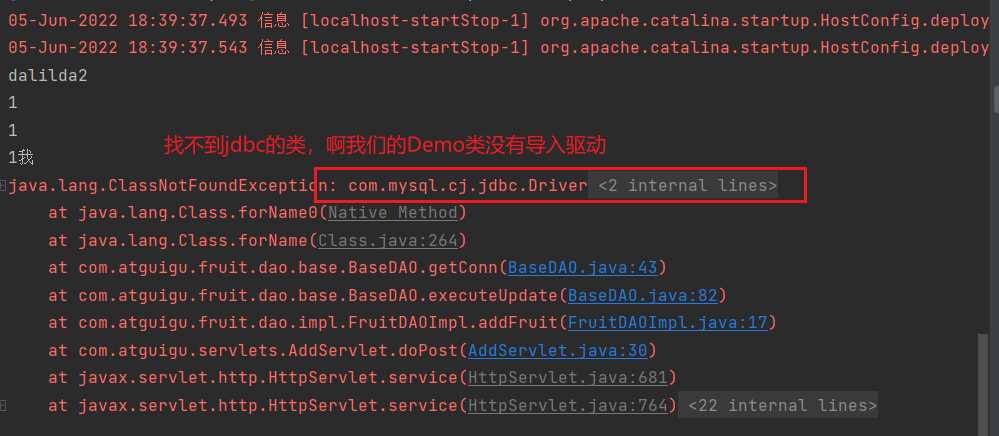 05-Jun-2022 18:39:37.493 信息 [localhost-startStop-1] org.apache.catalina.startup.HostConfig.deploy
05-Jun-2022 18:39:37.543 信息 [localhost-startStop-1] org.apache.catalina.startup.HostConfig.deploy
dalilda2
1
1
找不到jdbc的类，啊我们的Demo类没有导入驱动
1我
java.lang.ClassNotFoundException: com.mysql.cj.jdbc.Driver <2 internal lines>
at java.lang.Class.forName0(Native Method)
at java.lang.Class.forName(Class.java:264)
at com.atguigu.fruit.dao.base.BaseDAO.getConn(BaseDAO.java:43)
at com.atguigu.fruit.dao.base.BaseDAO.executeUpdate(BaseDAO.java:82)
at com.atguigu.fruit.dao.impl.FruitDAOImpl.addFruit(FruitDAOImpl.java:17)
at com.atguigu.servlets.AddServlet.doPost(AddServlet.java:30)
at javax.servlet.http.HttpServlet.service(HttpServlet.java:681)
at javax.servlet.http.HttpServlet.service(HttpServlet.java:764) <22 internal lines>